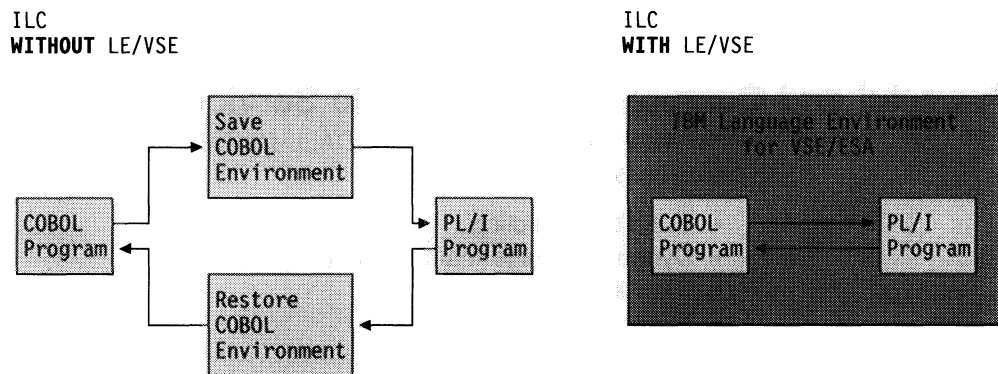 ILC
WITHOUT LE/VSE
Save
COBOL
Environment
COBOL
Program
PL/I
Program
Restore
COBOL
Environment
ILC
WITH LE/VSE
IBM Language Environment
for VSE/ESA
COBOL
Program
PL/I
Program